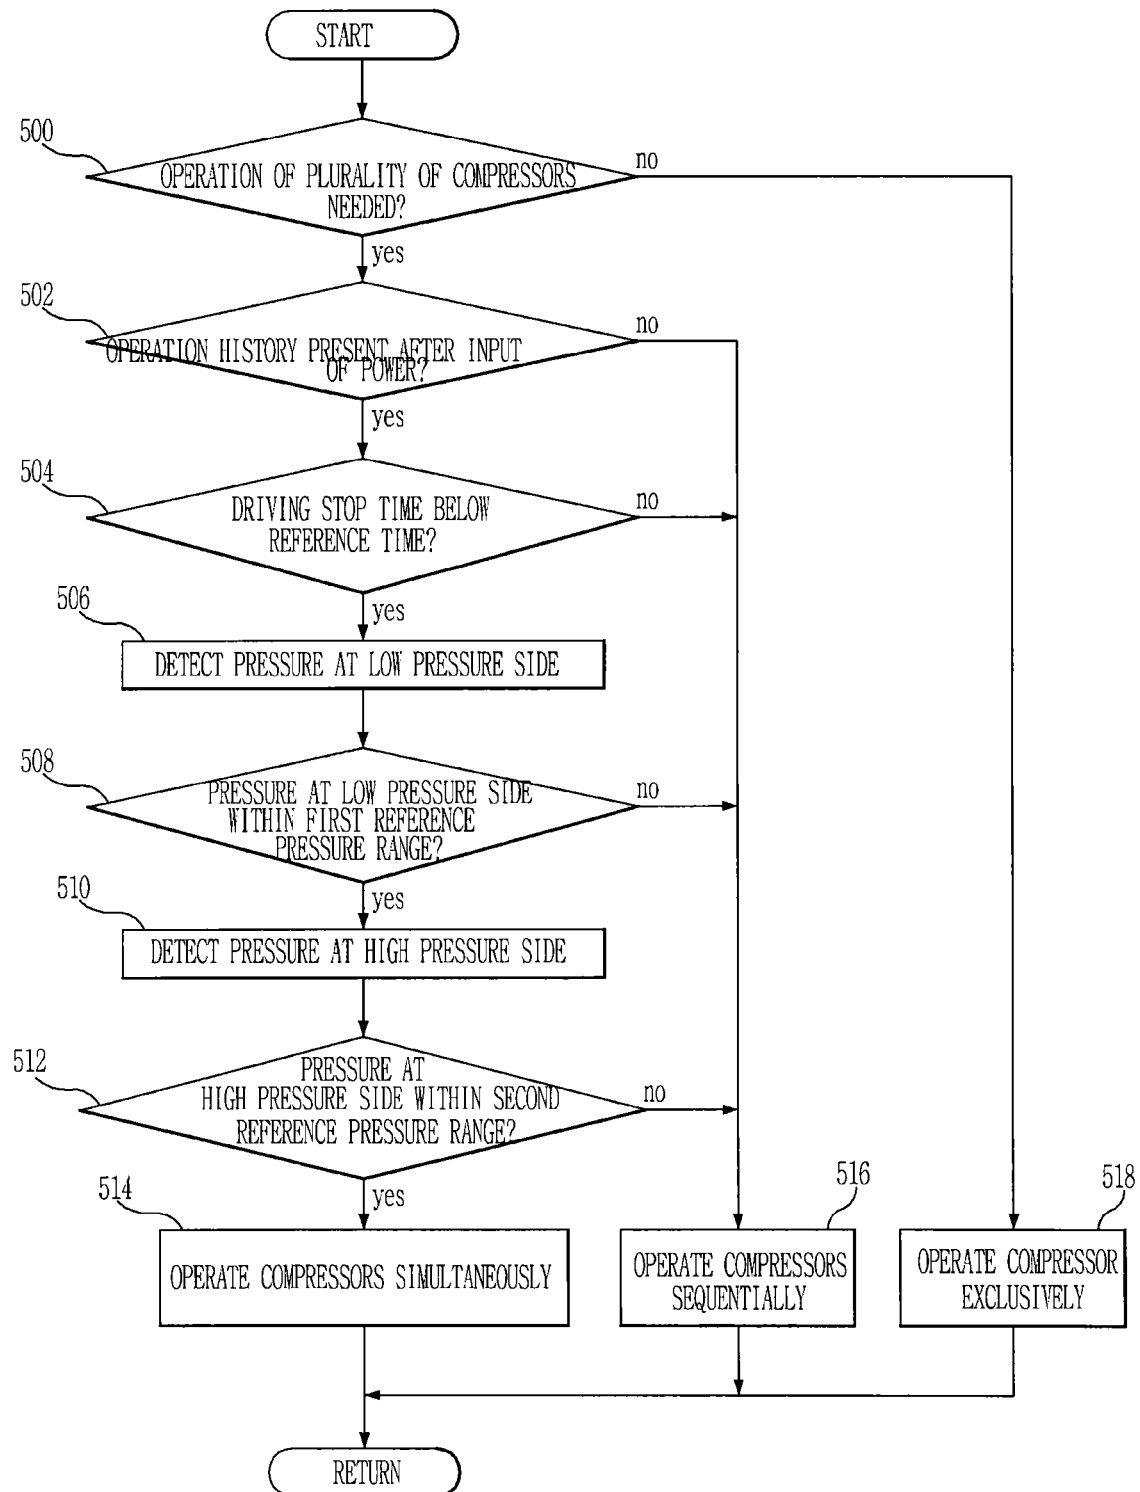 START
500
OPERATION OF PLURALITY OF COMPRESSORS
NEEDED?
no
yes
502
OPERATION HISTORY PRESENT AFTER INPUT
OF POWER?
no
yes
504
DRIVING STOP TIME BELOW
REFERENCE TIME?
no
yes
506
DETECT PRESSURE AT LOW PRESSURE SIDE
508
PRESSURE AT LOW PRESSURE SIDE
WITHIN FIRST REFERENCE
PRESSURE RANGE?
no
yes
510
DETECT PRESSURE AT HIGH PRESSURE SIDE
512
PRESSURE AT
HIGH PRESSURE SIDE WITHIN SECOND
REFERENCE PRESSURE RANGE?
no
yes
514
OPERATE COMPRESSORS SIMULTANEOUSLY
516
OPERATE COMPRESSORS
SEQUENTIALLY
518
OPERATE COMPRESSOR
EXCLUSIVELY
RETURN